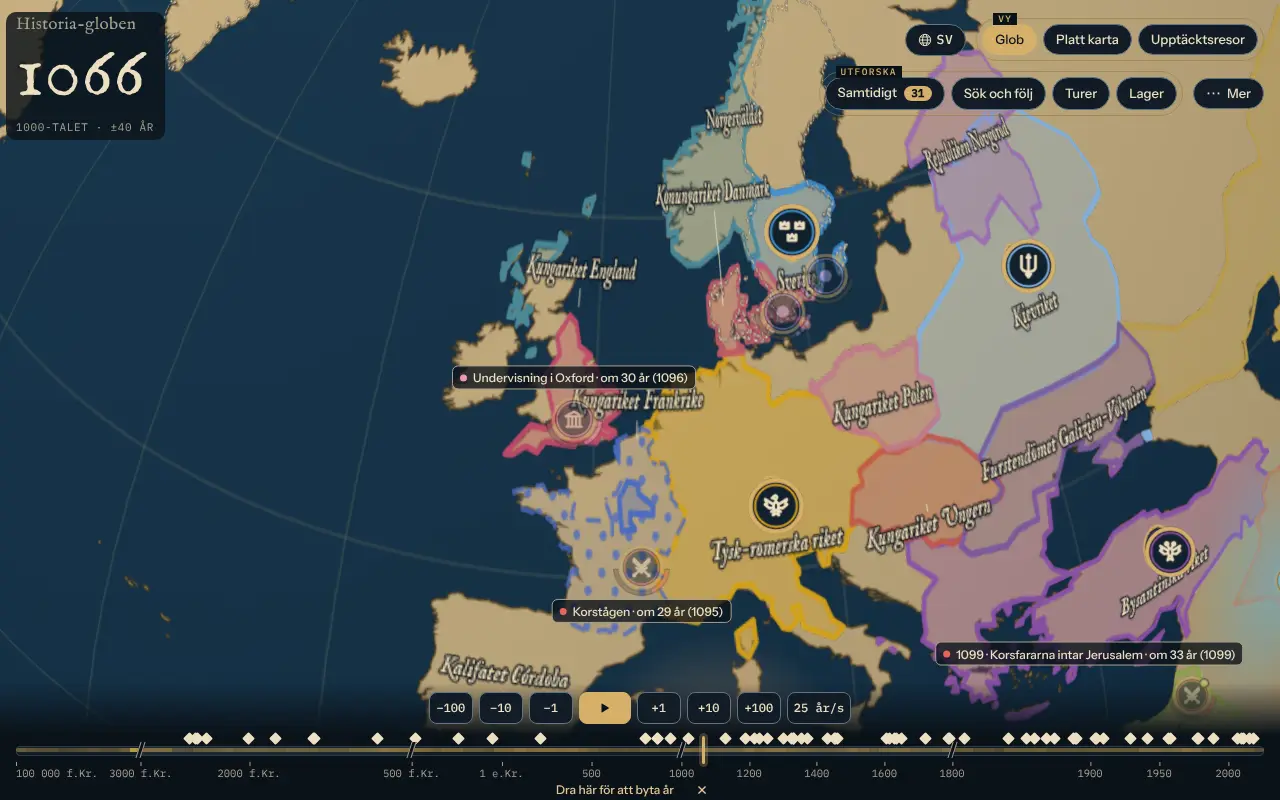 Historia-globen
1066
1000-TALET · ±40 ÅR
VY
SV
Glob
Platt karta
Upptäcktsresor
UTFORSKA
Samtidigt 31
Sök och följ
Turer
Lager
··· Mer
Norgesväldet
Republiken Novgorod
Konungariket Danmark
Kungariket England
Sverige
Kievriket
Undervisning i Oxford · om 30 år (1096)
Kungariket Frankrike
Kungariket Polen
Furstendömet Galizien-Volynien
Kungariket Ungern
Tysk-romerska riket
Bysantinska riket
Korstågen · om 29 år (1095)
1099 · Korsfararna intar Jerusalem · om 33 år (1099)
Kalifatet Córdoba
−100
−10
−1
+1
+10
+100
25 år/s
100 000 f.Kr.
3000 f.Kr.
2000 f.Kr.
500 f.Kr.
1 e.Kr.
500
1000
1200
1400
1600
1800
1900
1950
2000
Dra här för att byta år ×